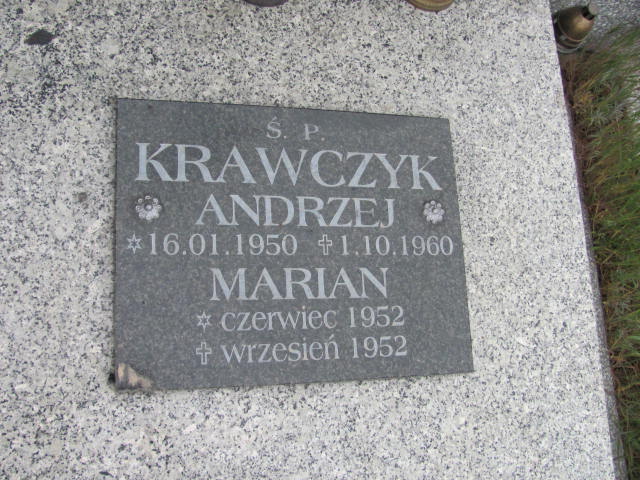 Ś. P.
KRAWCZYK
ANDRZEJ
✡16.01.1950 ✝1.10.1960
MARIAN
✡ czerwiec 1952
✝ wrzesień 1952